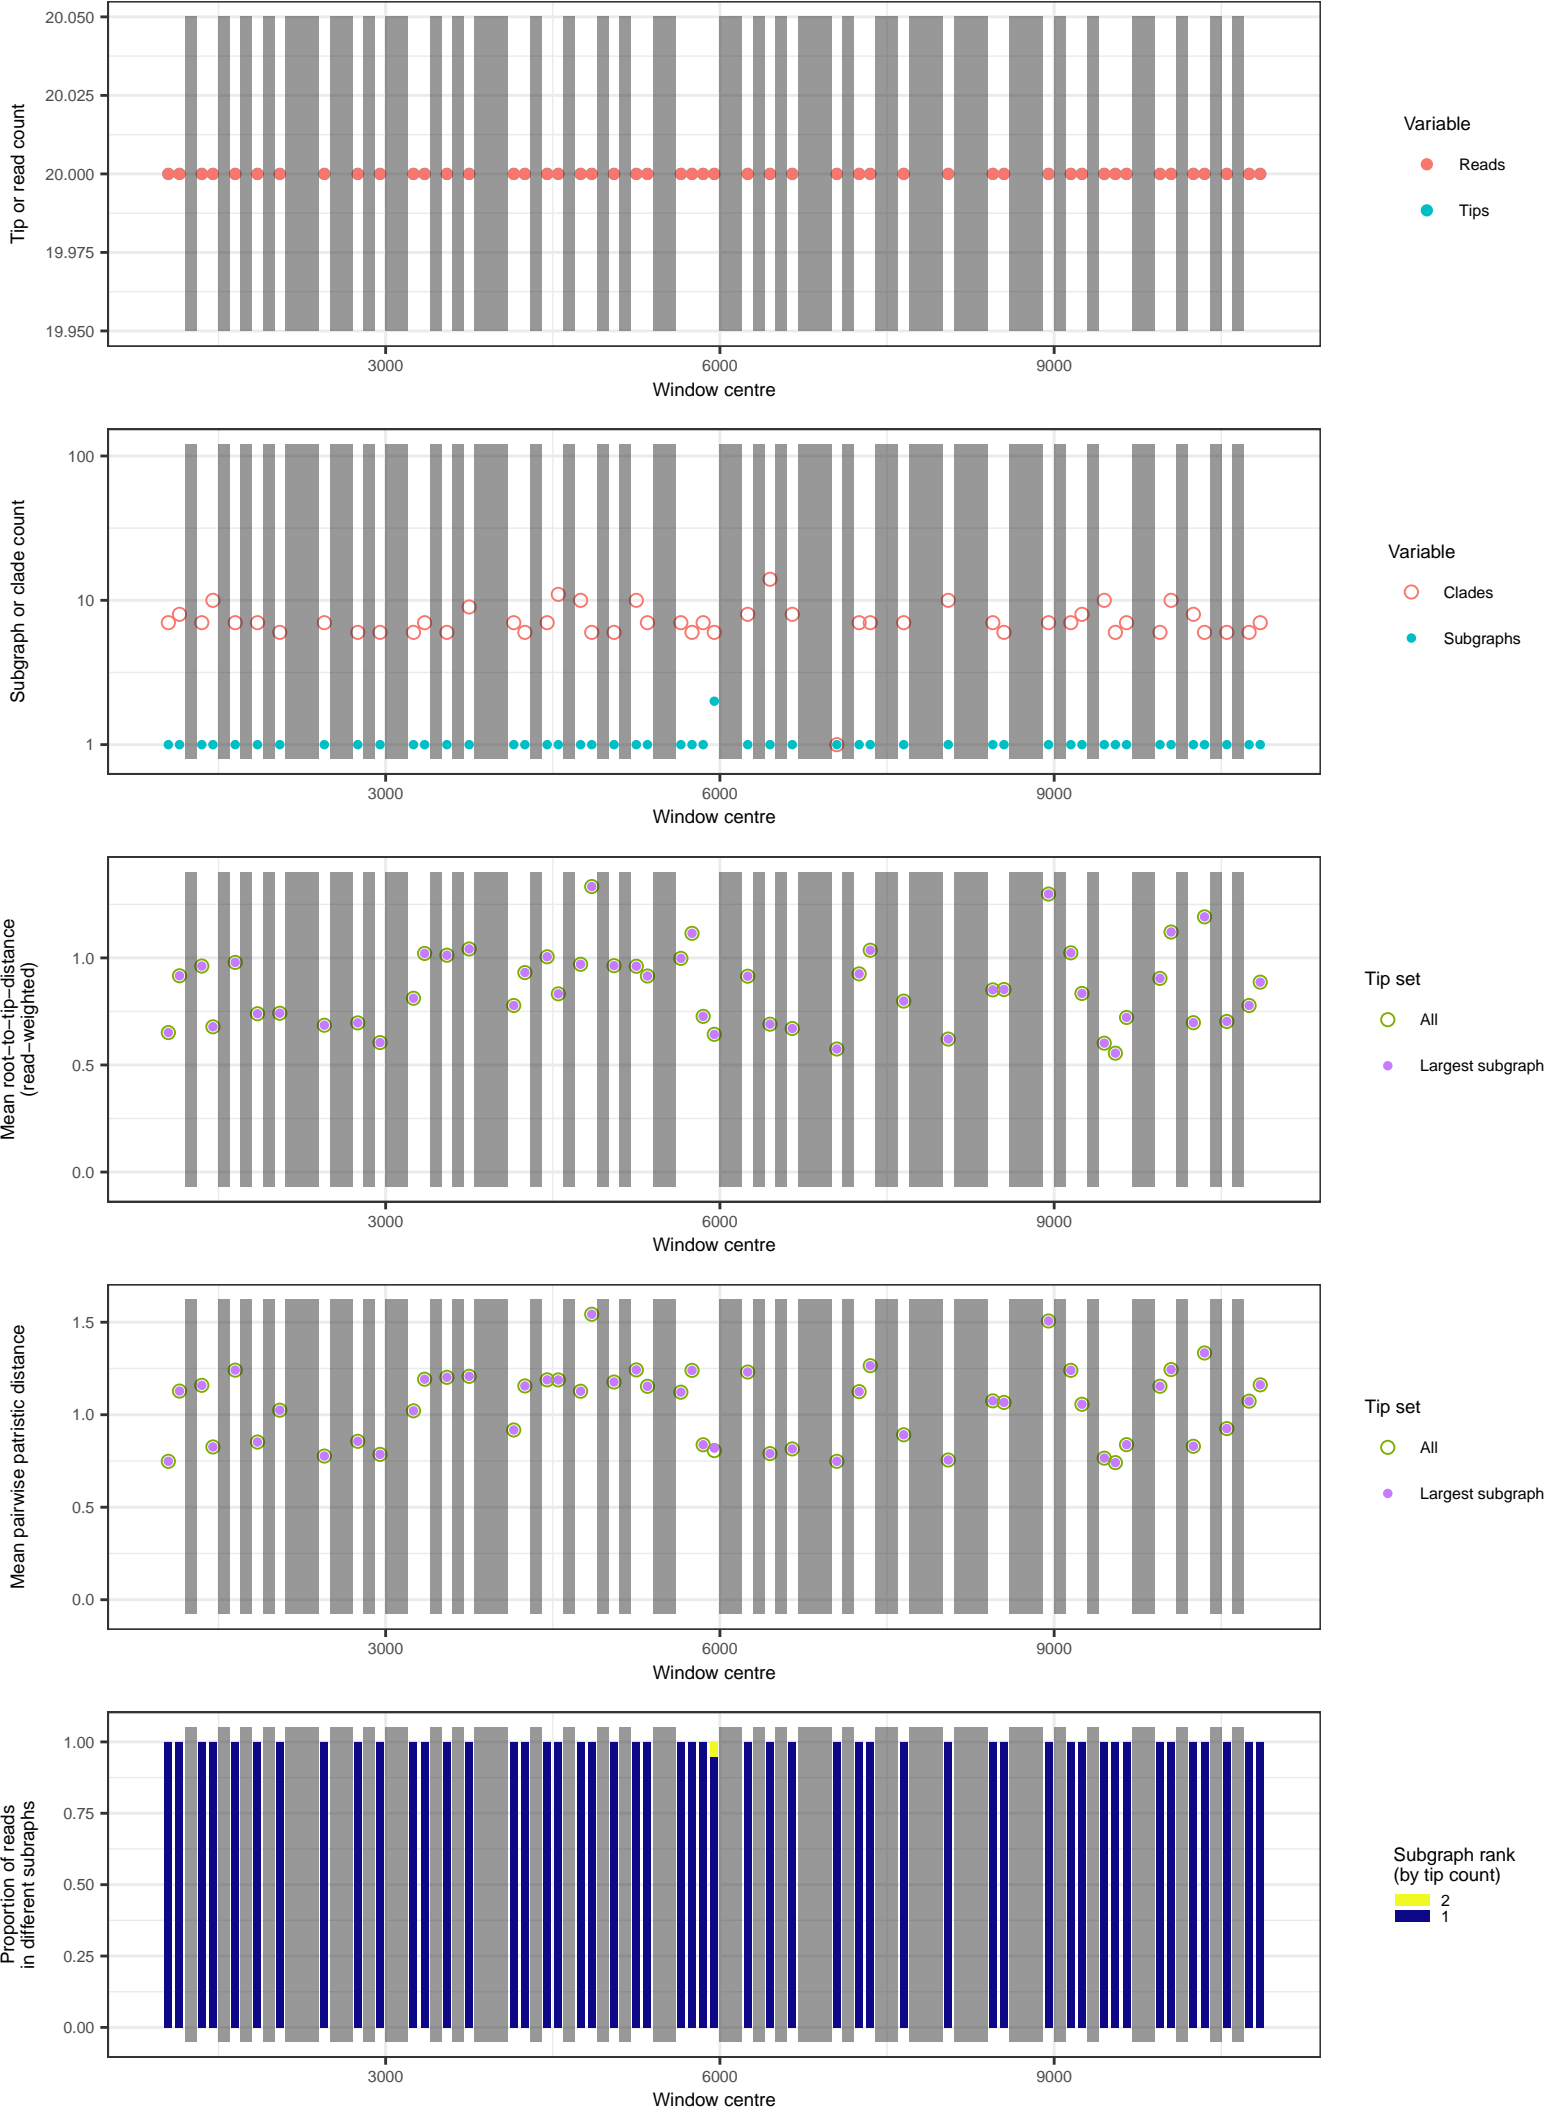 20.050
20.025
20.000
19.975
19.950
Tip or read count
3000
6000
9000
Window centre
Variable
Reads
Tips
100
10
1
Subgraph or clade count
3000
6000
9000
Window centre
Variable
Clades
Subgraphs
1.0
0.5
0.0
Mean root−to−tip−distance
(read−weighted)
3000
6000
9000
Window centre
Tip set
All
Largest subgraph
1.5
1.0
0.5
0.0
Mean pairwise patristic distance
3000
6000
9000
Window centre
Tip set
All
Largest subgraph
1.00
0.75
0.50
0.25
0.00
Proportion of reads
in different subraphs
3000
6000
9000
Window centre
Subgraph rank
(by tip count)
2
1